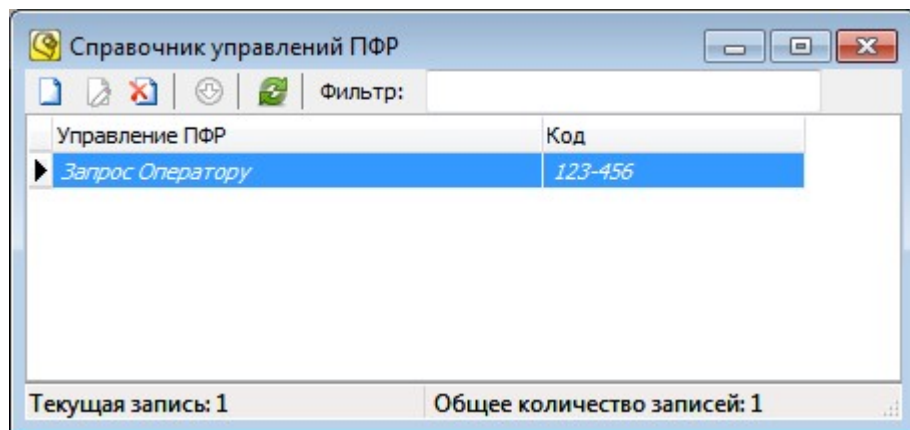 Справочник управлений ПФР
Фильтр:
Управление ПФР Код
Запрос Оператору 123-456
Текущая запись: 1 Общее количество записей: 1